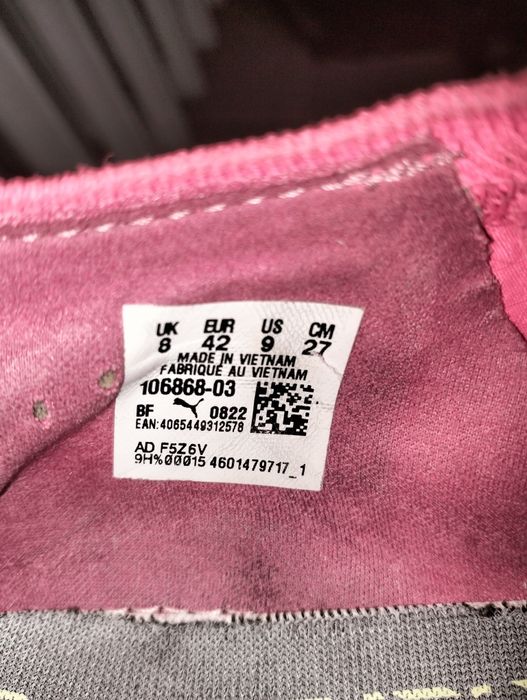 UK EUR US CM
8 42 9 27
MADE IN VIETNAM
FABRIQUÉ AU VIETNAM
106868-03
BF 0822
EAN:4065449312578
AD F5Z6V
9H%00015 4601479717_1